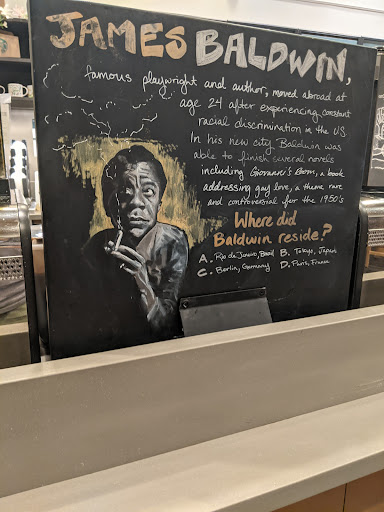 JAMES BALDWIN,
famous playwright and author, moved abroad at
age 24 after experiencing constant
racial discrimination in the US.
In his new city, Baldwin was
able to finish several novels
including Giovanni's Room, a book
addressing gay love, a theme rare
and controversial for the 1950's
Where did
Baldwin reside?
A. Rio de Janeiro, Brazil B. Tokyo, Japan
C. Berlin, Germany D. Paris, France